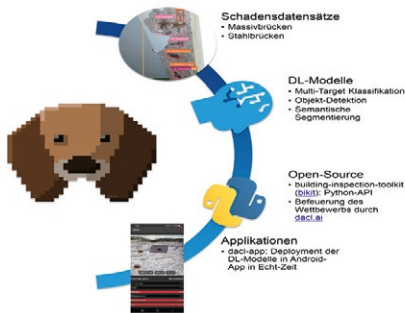 Schadensdatensätze
• Massivbrücken
• Stahlbrücken
DL-Modelle
• Multi-Target Klassifikation
• Objekt-Detektion
• Semantische
Segmentierung
Open-Source
• building-inspection-toolkit
(bikit): Python-API
• Befeuerung des
Wettbewerbs durch
dacl.ai
Applikationen
• dacl-app: Deployment der
DL-Modelle in Android-
App in Echt-Zeit